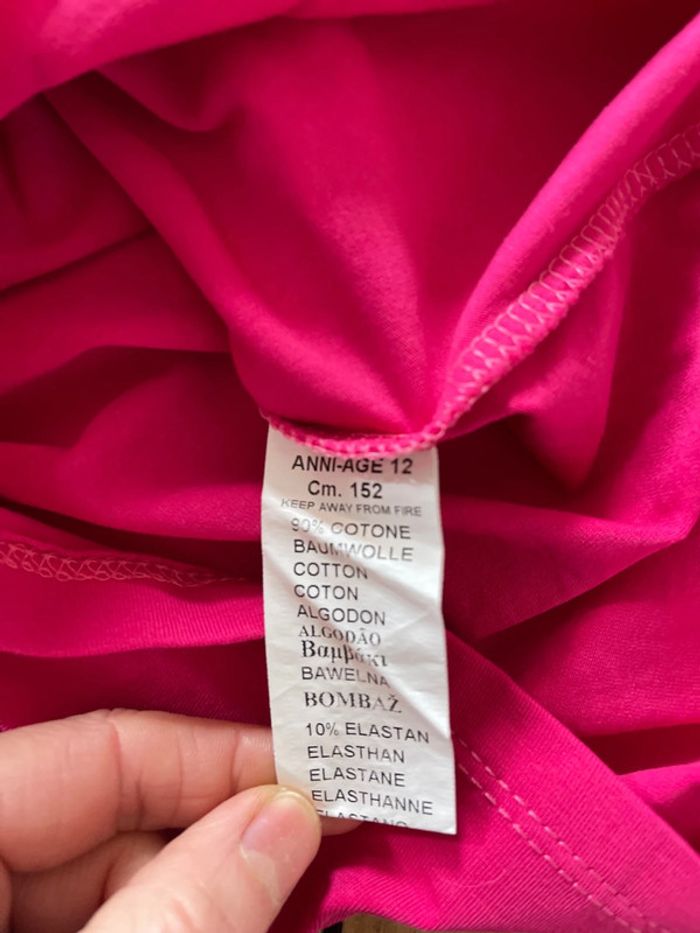 ANNI-AGE 12
Cm. 152
KEEP AWAY FROM FIRE
90% COTONE
BAUMWOLLE
COTTON
COTON
ALGODON
ALGODÃO
Βαμβάκι
BAWELNA
BOMBAŽ
10% ELASTAN
ELASTHAN
ELASTANE
ELASTHANNE
ELASTANO